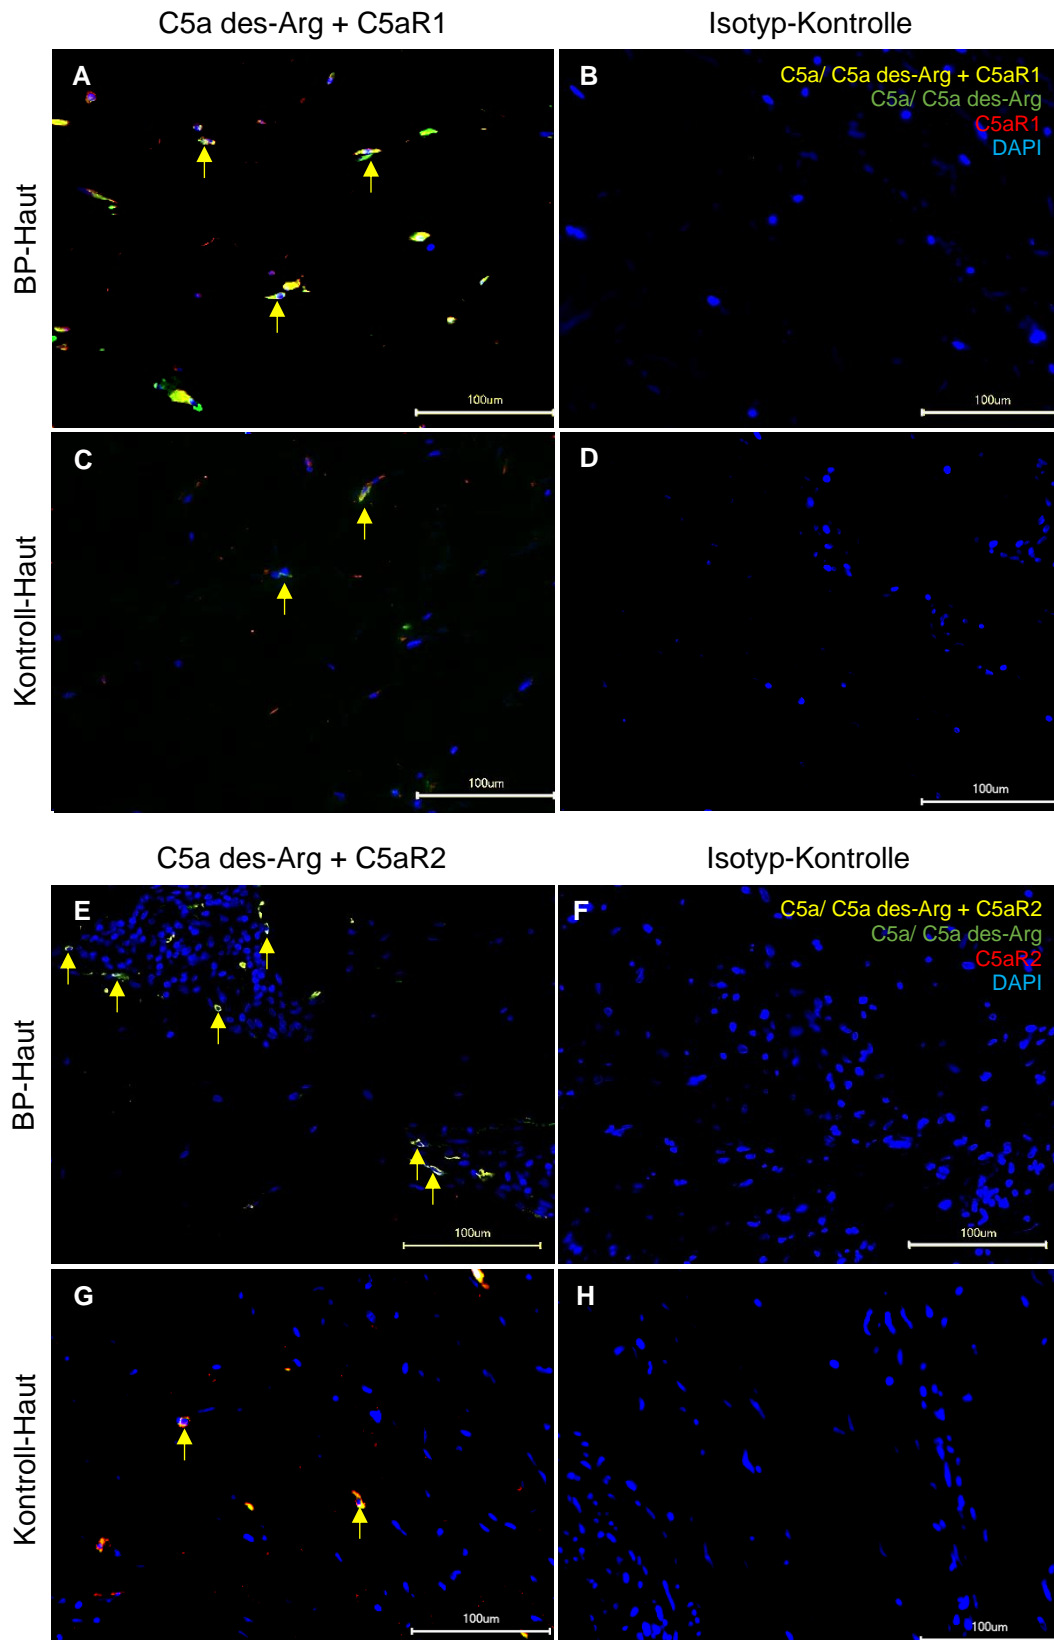 C5a des-Arg + C5aR1
Isotyp-Kontrolle
BP-Haut
A
100um
B
C5a/ C5a des-Arg + C5aR1
C5a/ C5a des-Arg
C5aR1
DAPI
100um
Kontroll-Haut
C
100um
D
100um
C5a des-Arg + C5aR2
Isotyp-Kontrolle
BP-Haut
E
100um
F
C5a/ C5a des-Arg + C5aR2
C5a/ C5a des-Arg
C5aR2
DAPI
100um
Kontroll-Haut
G
100um
H
100um